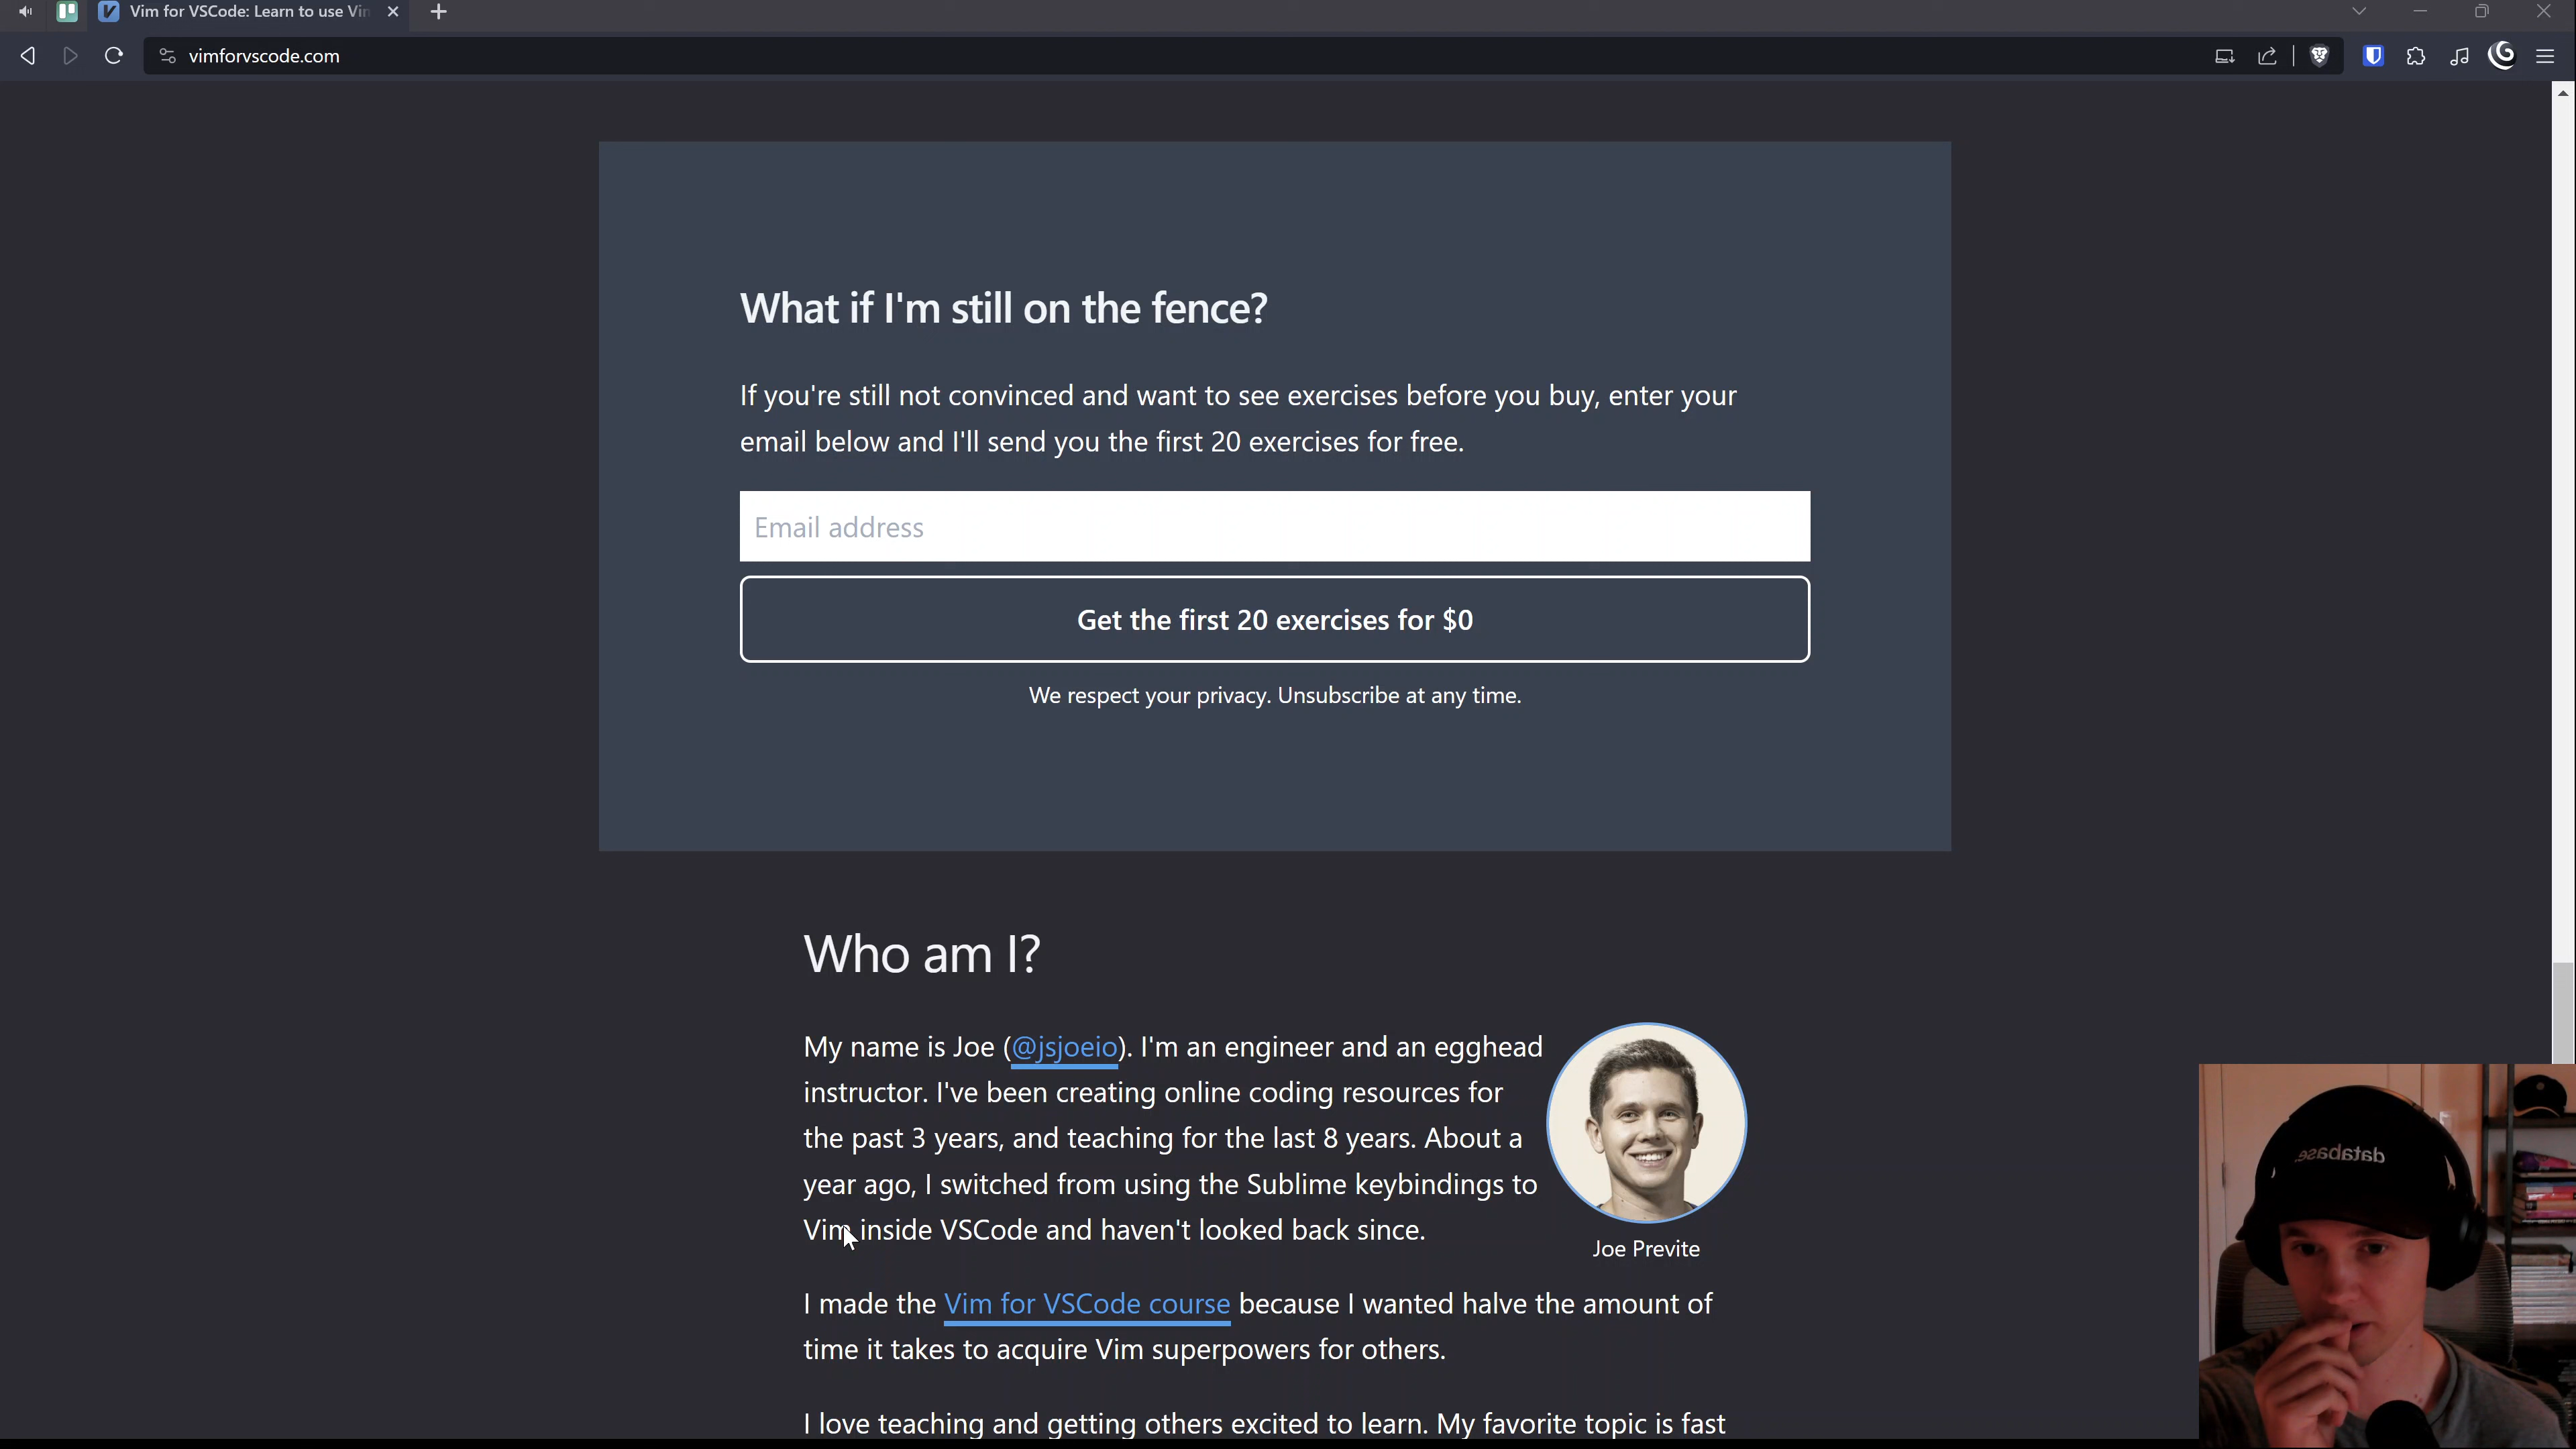 Vim for VSCode: Learn to use Vim
vimforvscode.com
What if I'm still on the fence?
If you're still not convinced and want to see exercises before you buy, enter your
email below and I'll send you the first 20 exercises for free.
Email address
Get the first 20 exercises for $0
We respect your privacy. Unsubscribe at any time.
Who am I?
My name is Joe (@jsjoeio). I'm an engineer and an egghead
instructor. I've been creating online coding resources for
the past 3 years, and teaching for the last 8 years. About a
year ago, I switched from using the Sublime keybindings to
Vim inside VSCode and haven't looked back since.
Joe Previte
I made the Vim for VSCode course because I wanted halve the amount of
time it takes to acquire Vim superpowers for others.
I love teaching and getting others excited to learn. My favorite topic is fast
database